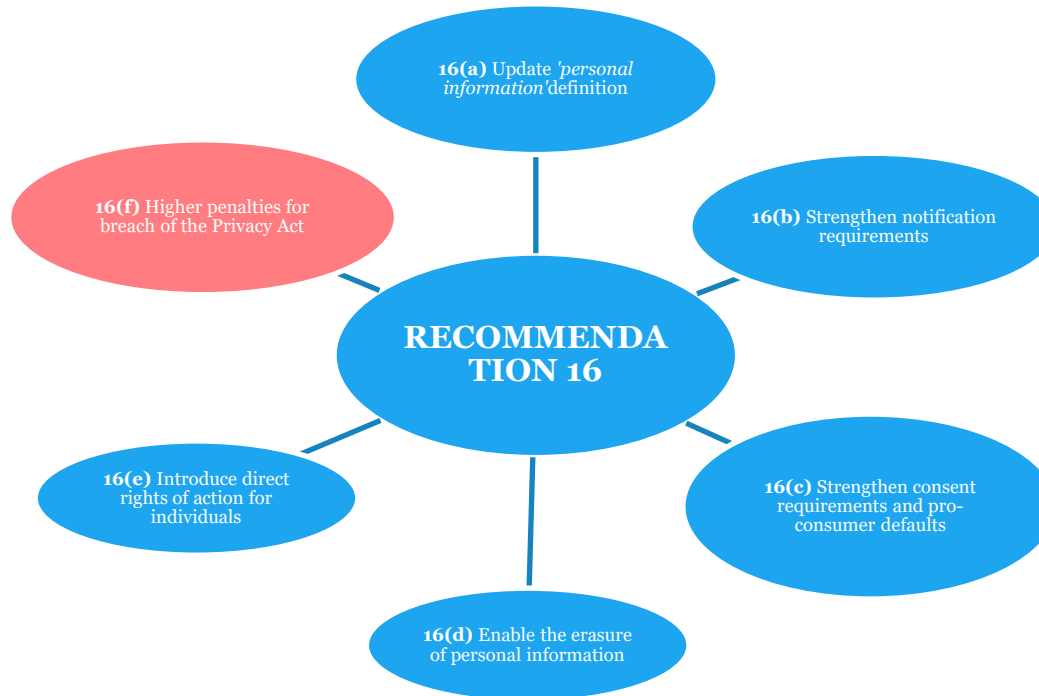 16(a) Update 'personal
information'definition
16(f) Higher penalties for
breach of the Privacy Act
16(b) Strengthen notification
requirements
RECOMMENDA
TION 16
16(e) Introduce direct
rights of action for
individuals
16(c) Strengthen consent
requirements and pro-
consumer defaults
16(d) Enable the erasure
of personal information